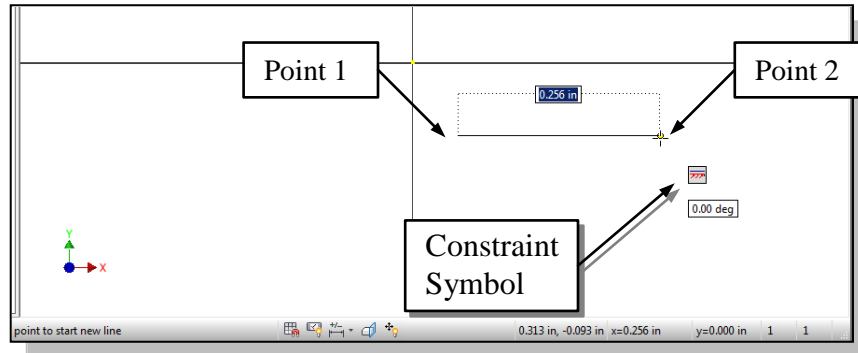 Point 1
Point 2
0.256 in
0.00 deg
Constraint
Symbol
Y
X
point to start new line
+/-
0.313 in, -0.093 in x=0.256 in y=0.000 in 1 1